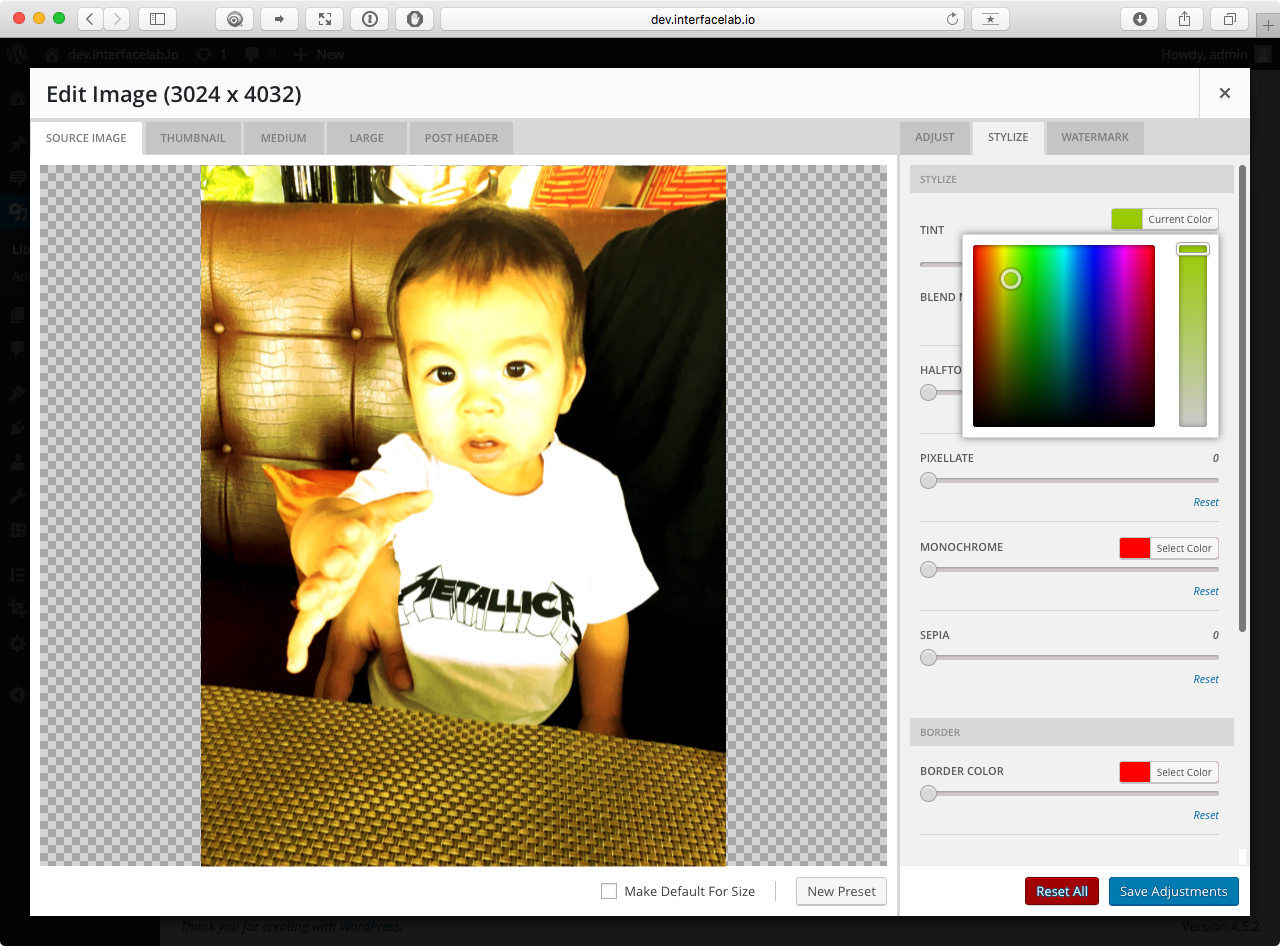 dev.interfacelab.io
dev.interfacelab.io 1 0 New Howdy, admin
Edit Image (3024 x 4032)
SOURCE IMAGE THUMBNAIL MEDIUM LARGE POST HEADER
ADJUST STYLIZE WATERMARK
STYLIZE
TINT Current Color
BLEND
HALFTO
PIXELLATE 0
Reset
MONOCHROME Select Color
Reset
SEPIA 0
Reset
BORDER
BORDER COLOR Select Color
Reset
METALLICA
Make Default For Size New Preset
Reset All Save Adjustments
Thank you for creating with WordPress. Version 4.5.2